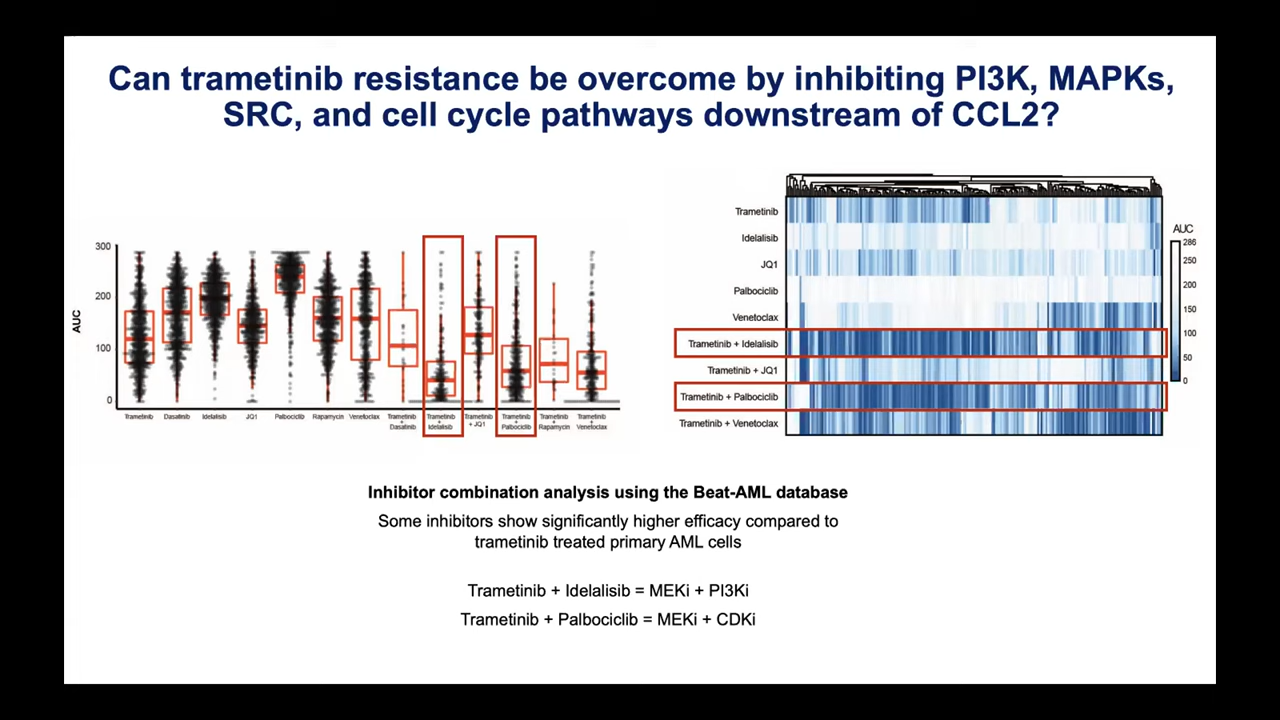 Can trametinib resistance be overcome by inhibiting PI3K, MAPKs,
SRC, and cell cycle pathways downstream of CCL2?
300
200
100
0
AUC
Trametinib
Dasatinib
Idelalisib
JQ1
Palbociclib
Rapamycin
Venetoclax
Trametinib
+
Dasatinib
Trametinib
+
Idelalisib
Trametinib
+ JQ1
Trametinib
+
Palbociclib
Trametinib
+
Rapamycin
Trametinib
+
Venetoclax
Trametinib
Idelalisib
JQ1
Palbociclib
Venetoclax
Trametinib + Idelalisib
Trametinib + JQ1
Trametinib + Palbociclib
Trametinib + Venetoclax
AUC
286
250
200
150
100
50
0
Inhibitor combination analysis using the Beat-AML database
Some inhibitors show significantly higher efficacy compared to
trametinib treated primary AML cells
Trametinib + Idelalisib = MEKi + PI3Ki
Trametinib + Palbociclib = MEKi + CDKi